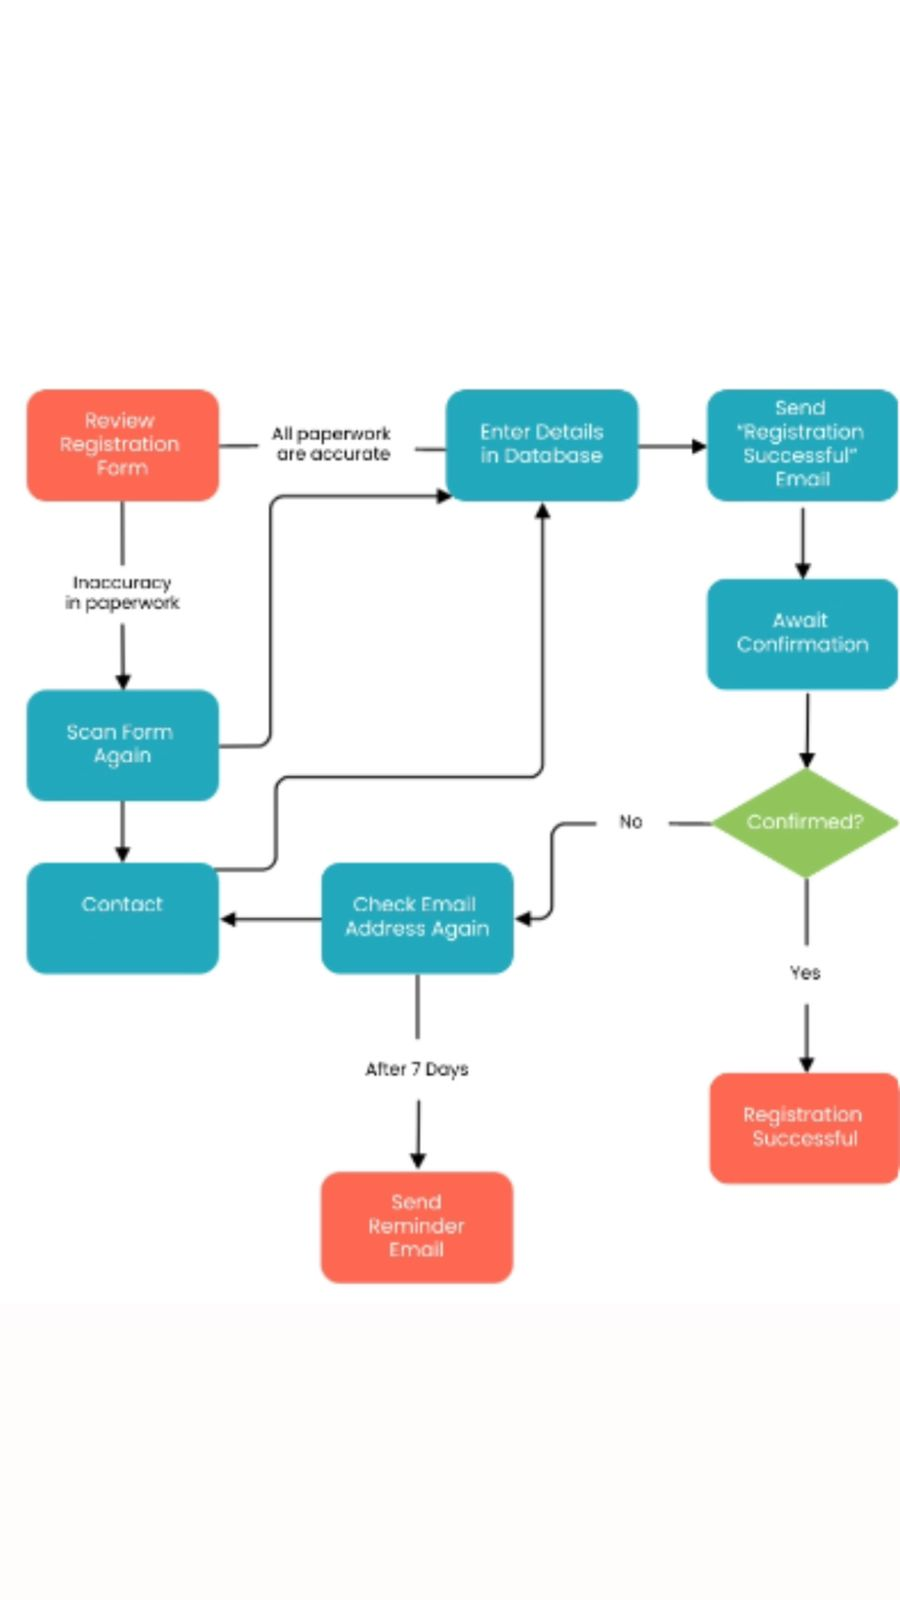 Review
Registration
Form
All paperwork
are accurate
Enter Details
in Database
Send
"Registration
Successful"
Email
Inaccuracy
in paperwork
Await
Confirmation
Scan Form
Again
Confirmed?
No
Contact
Check Email
Address Again
Yes
After 7 Days
Registration
Successful
Send
Reminder
Email